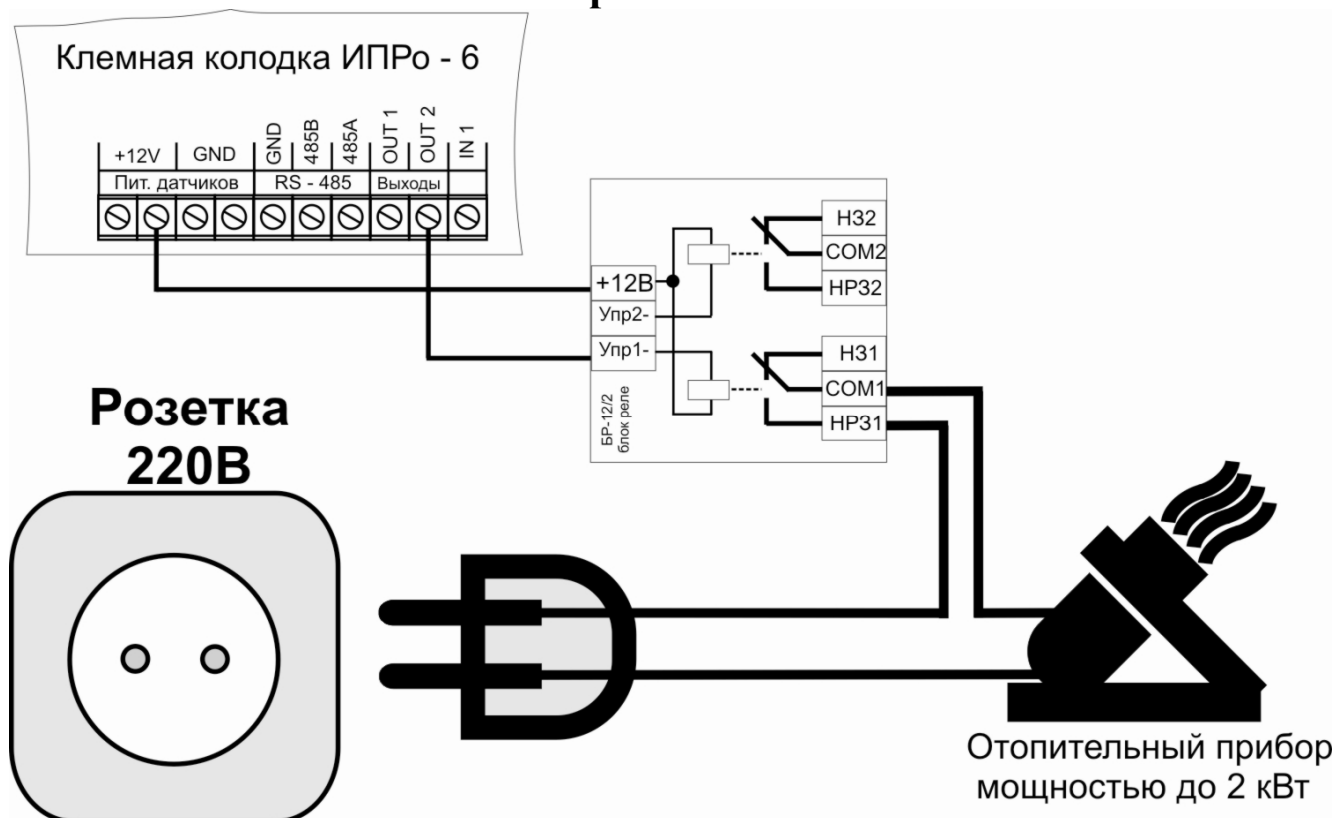 Клемная колодка ИПРо - 6
+12V GND GND 485B 485A OUT 1 OUT 2 IN 1
Пит. датчиков RS - 485 Выходы
НЗ2
COM2
НРЗ2
+12В
Упр2-
Упр1-
НЗ1
COM1
НРЗ1
БР-12/2
блок реле
Розетка
220В
Отопительный прибор
мощностью до 2 кВт